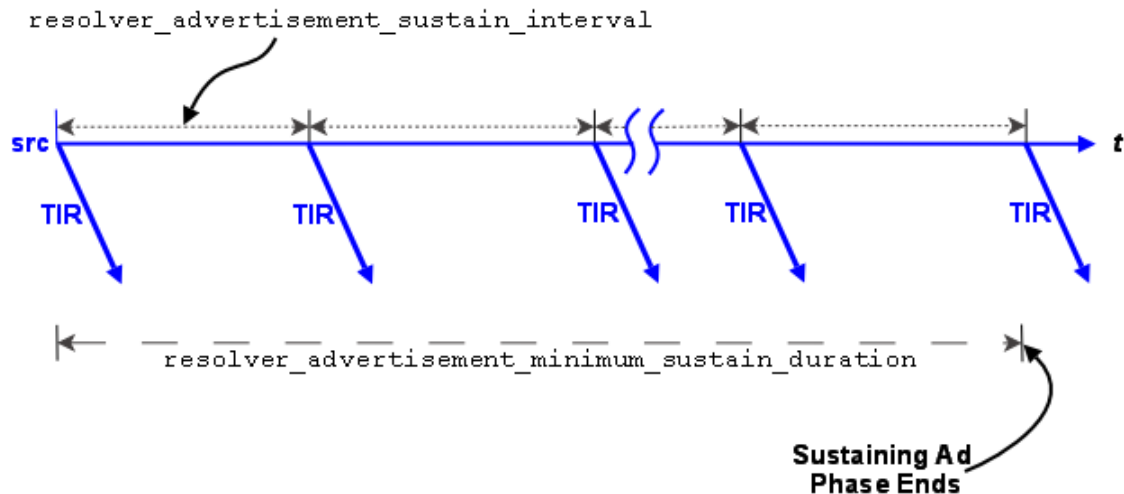 resolver_advertisement_sustain_interval
src
t
TIR
TIR
TIR
TIR
TIR
resolver_advertisement_minimum_sustain_duration
Sustaining Ad
Phase Ends